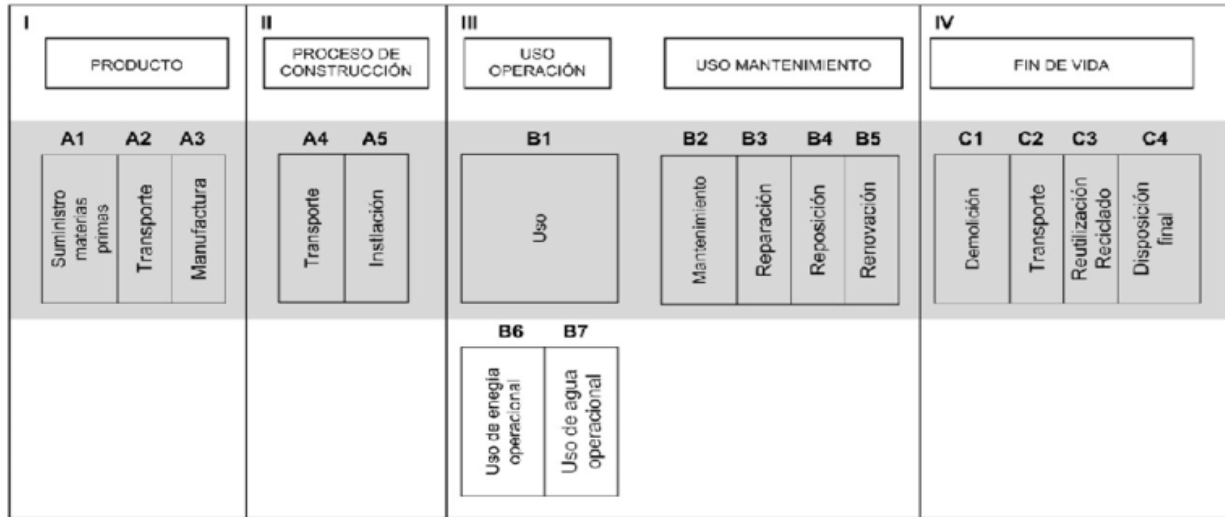 I
II
III
IV
PRODUCTO
PROCESO DE
CONSTRUCCIÓN
USO
OPERACIÓN
USO MANTENIMIENTO
FIN DE VIDA
A1
A2
A3
A4
A5
B1
B2
B3
B4
B5
C1
C2
C3
C4
Suministro
materias
primas
Transporte
Manufactura
Transporte
Instlación
Uso
Mantenimiento
Reparación
Reposición
Renovación
Demolición
Transporte
Reutilización
Reciclado
Disposición
final
B6
B7
Uso de enegia
operacional
Uso de agua
operacional